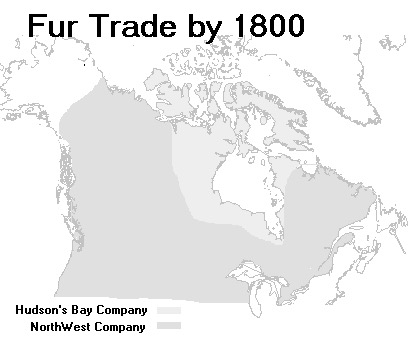 Fur Trade by 1800
Hudson's Bay Company
NorthWest Company